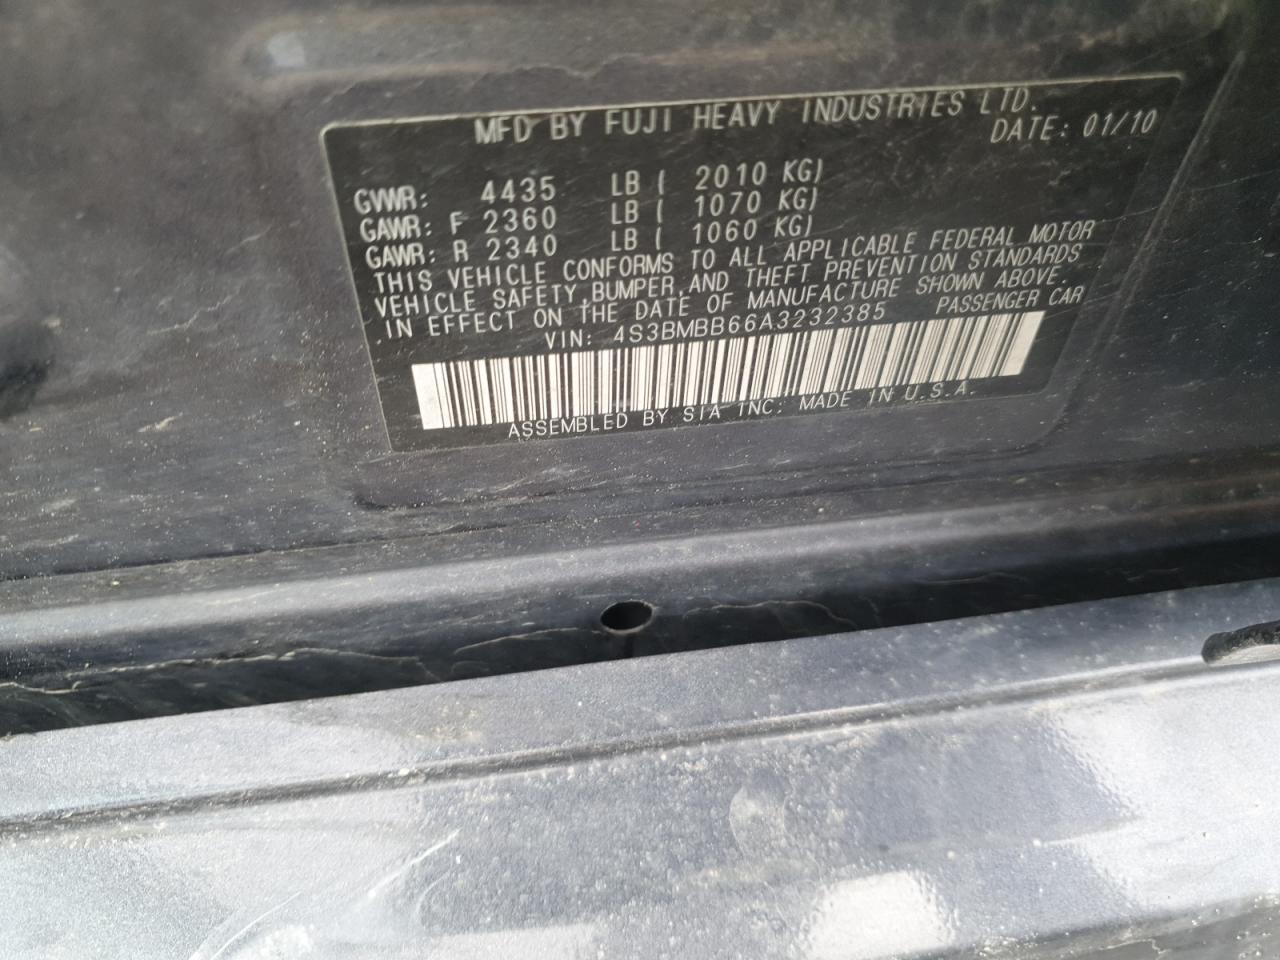 MFD BY FUJI HEAVY INDUSTRIES LTD.
DATE: 01/10
GVWR: 4435 LB ( 2010 KG)
GAWR: F 2360 LB ( 1070 KG)
GAWR: R 2340 LB ( 1060 KG)
THIS VEHICLE CONFORMS TO ALL APPLICABLE FEDERAL MOTOR
VEHICLE SAFETY,BUMPER,AND THEFT PREVENTION STANDARDS
IN EFFECT ON THE DATE OF MANUFACTURE SHOWN ABOVE.
VIN: 4S3BMBB66A3232385 PASSENGER CAR
ASSEMBLED BY SIA INC. MADE IN U.S.A.